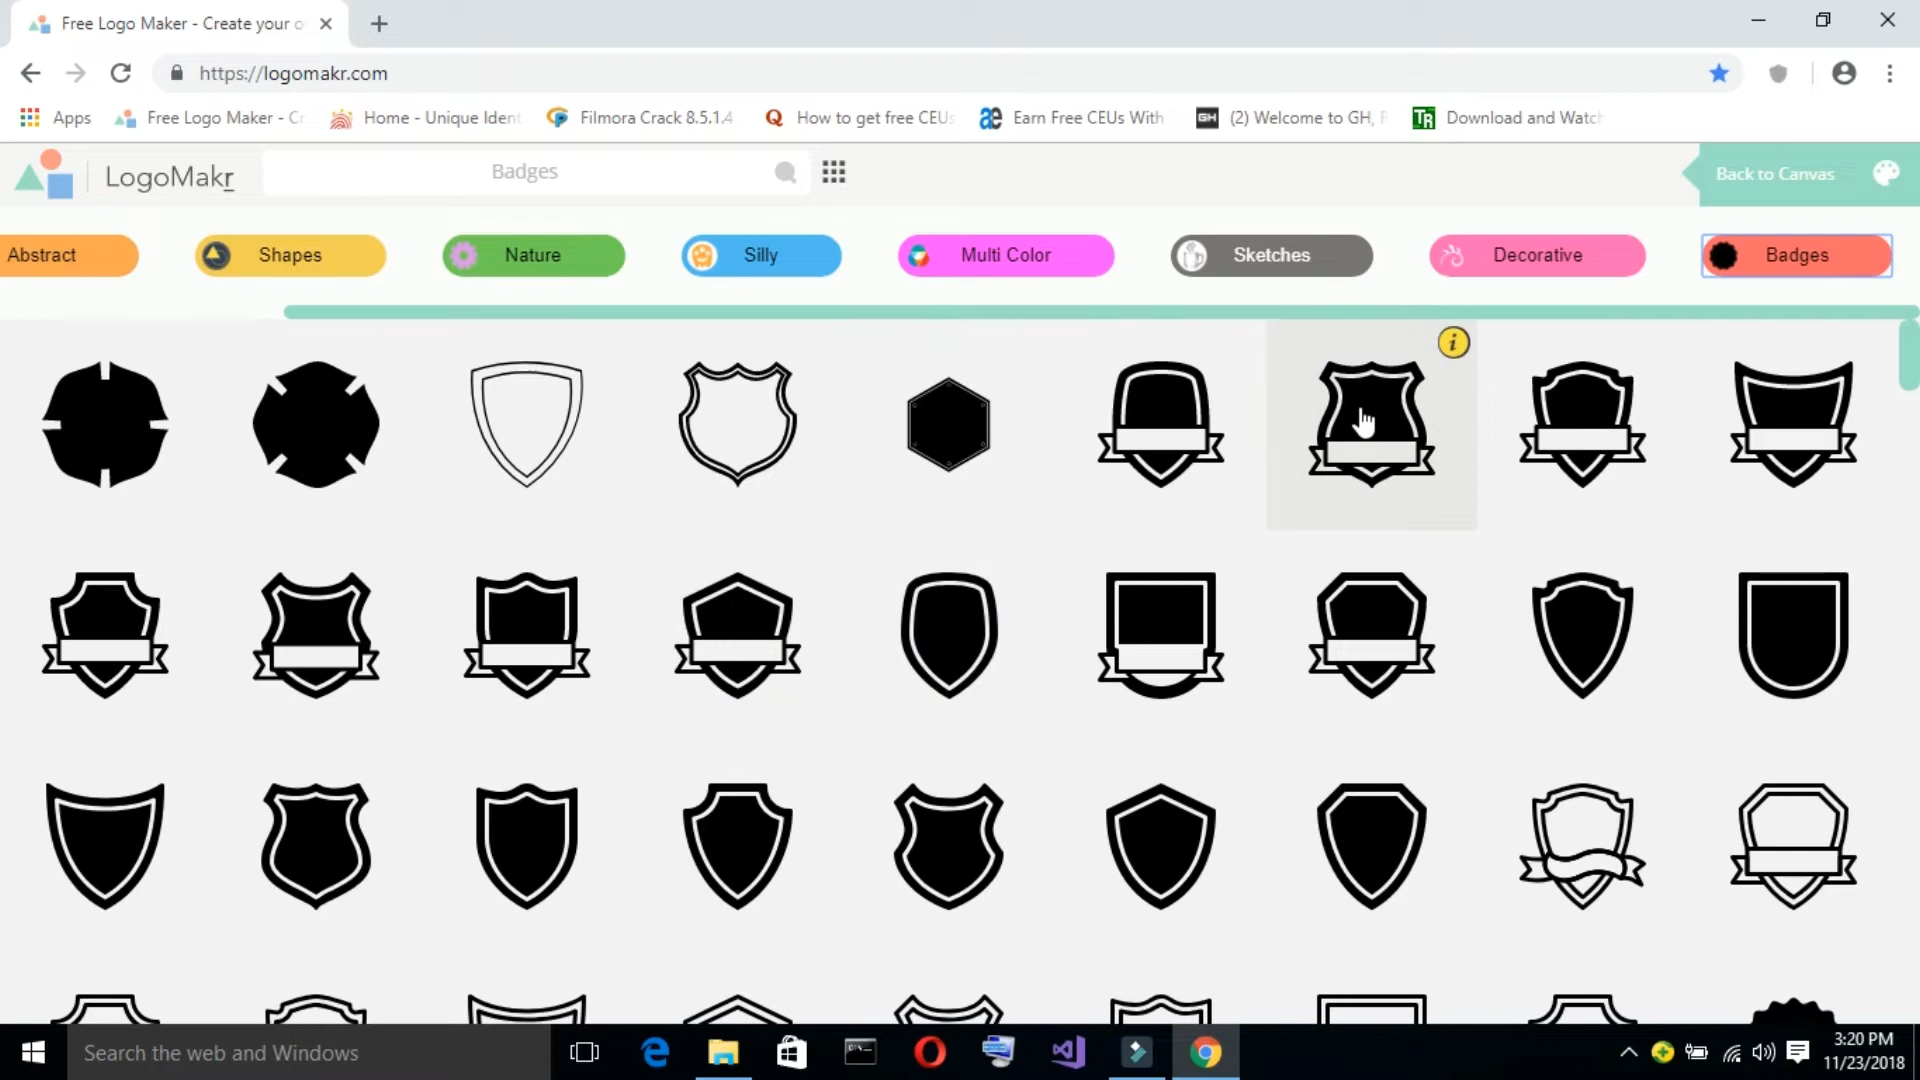 Free Logo Maker - Create your o
https://logomakr.com
Apps
Free Logo Maker - Cr
Home - Unique Ident
Filmora Crack 8.5.1.4
Q
How to get free CEUs
ae
Earn Free CEUs With
GH
(2) Welcome to GH, F
TR
Download and Watch
LogoMakr
Badges
Back to Canvas
Abstract
Shapes
Nature
Silly
Multi Color
Sketches
Decorative
Badges
i
Search the web and Windows
3:20 PM
11/23/2018